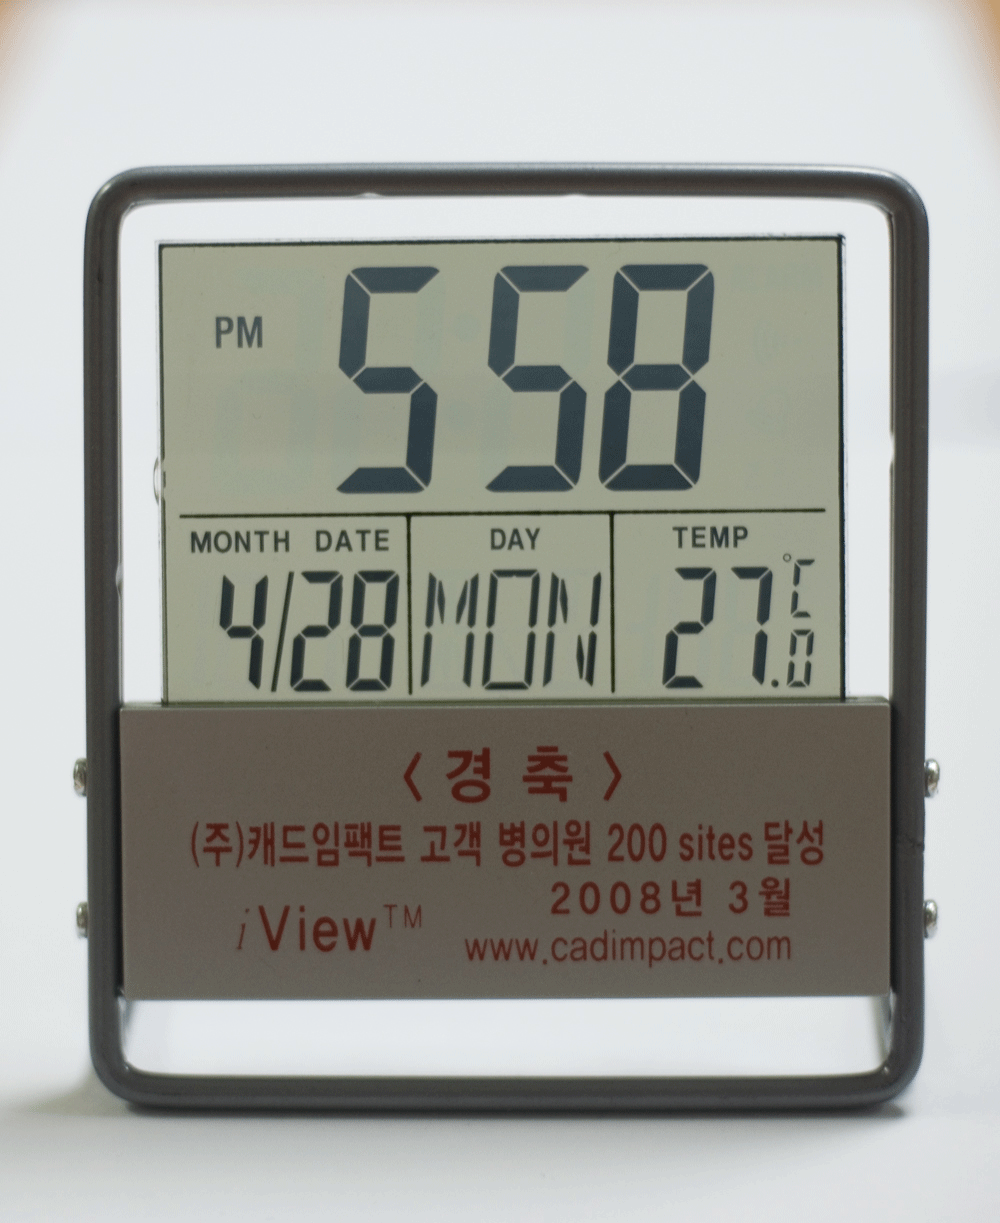 PM 5 58
MONTH DATE DAY TEMP
4/28 MON 27.0 °C
< 경 축 >
(주)캐드임팩트 고객 병의원 200 sites 달성
2008년 3월
iView™
www.cadimpact.com